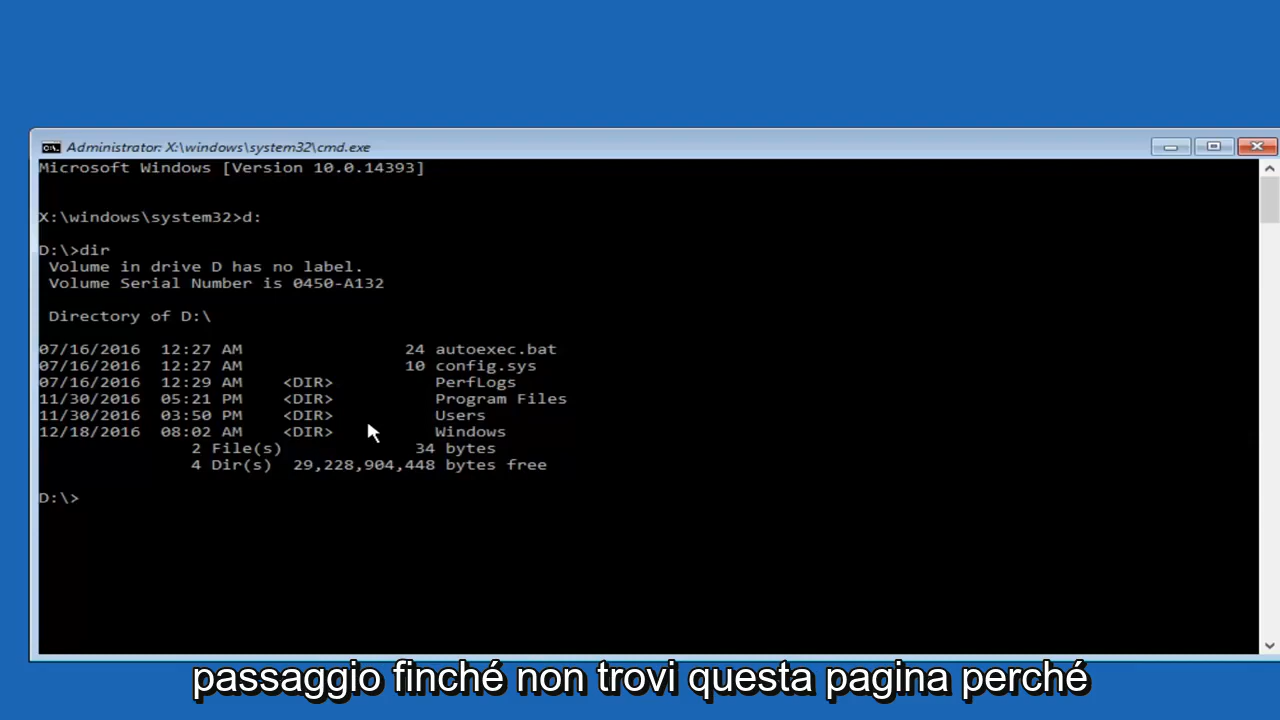 Administrator: X:\windows\system32\cmd.exe
Microsoft Windows [Version 10.0.14393]
X:\windows\system32>d:
D:\>dir
Volume in drive D has no label.
Volume Serial Number is 0450-A132
Directory of D:\
07/16/2016 12:27 AM 24 autoexec.bat
07/16/2016 12:27 AM 10 config.sys
07/16/2016 12:29 AM <DIR> PerfLogs
11/30/2016 05:21 PM <DIR> Program Files
11/30/2016 03:50 PM <DIR> Users
12/18/2016 08:02 AM <DIR> Windows
2 File(s) 34 bytes
4 Dir(s) 29,228,904,448 bytes free
D:\>
passaggio finché non trovi questa pagina perché